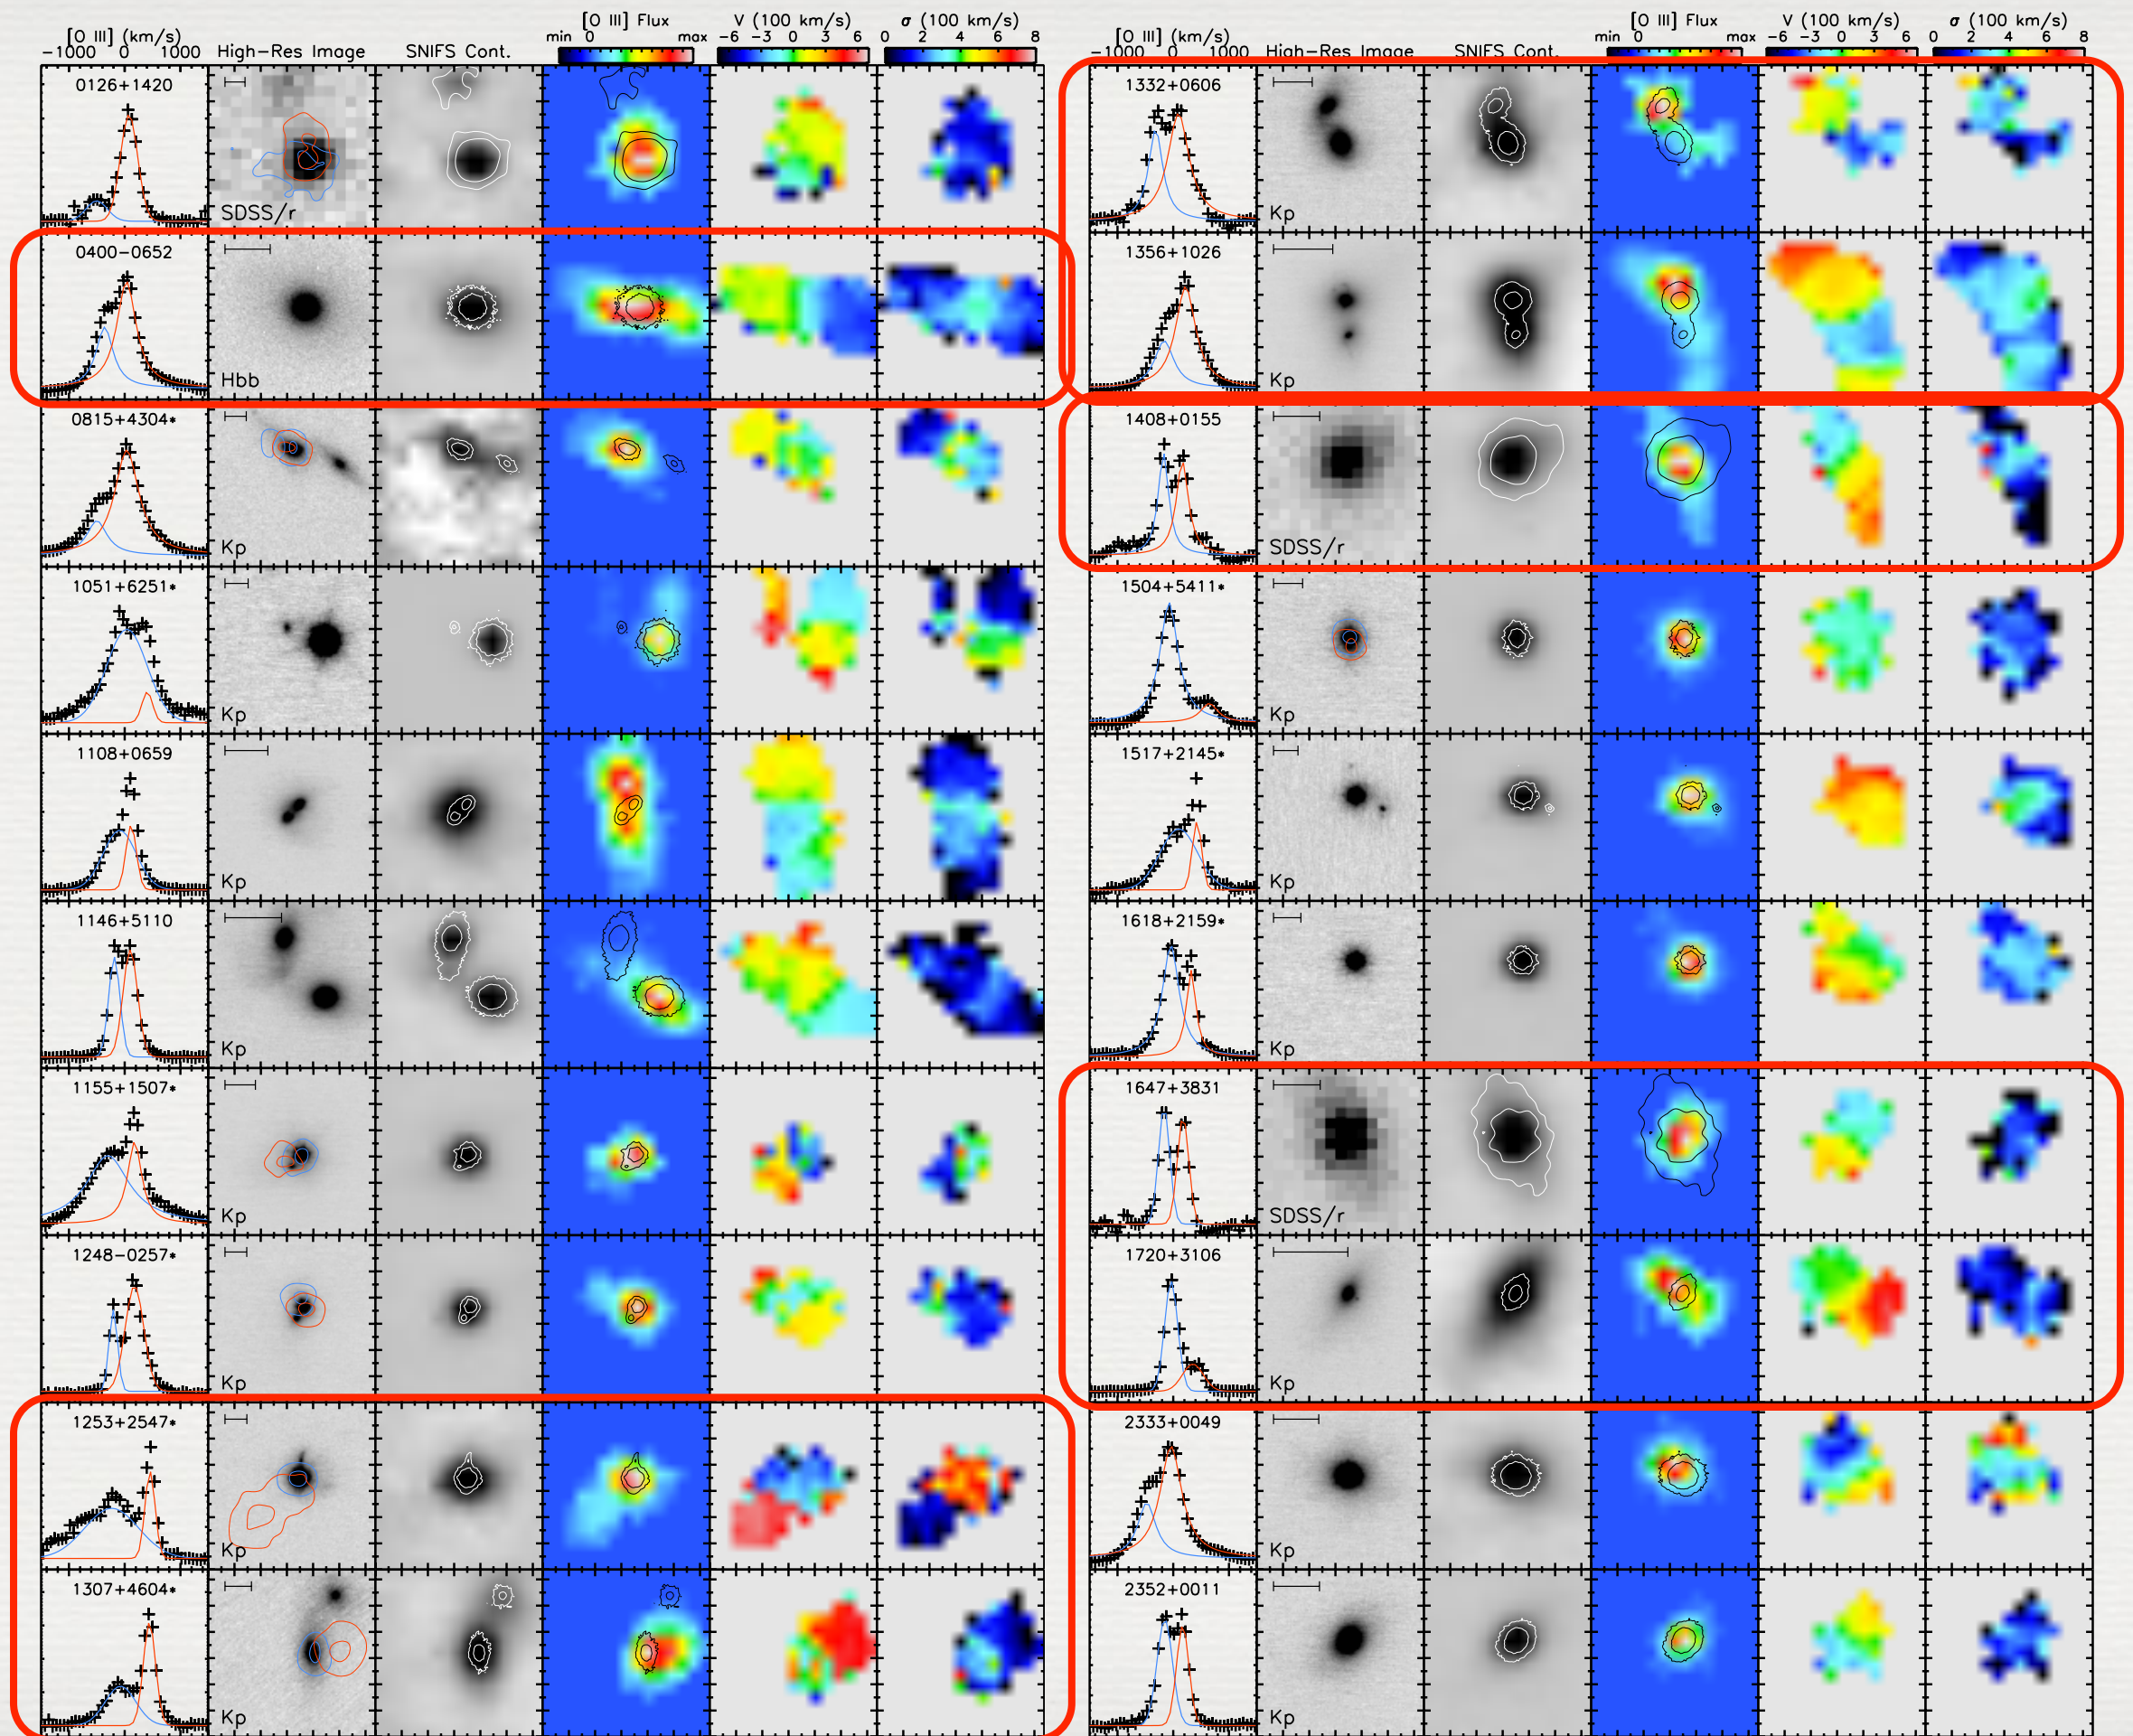 [O III] (km/s)
−1000 0 1000
High-Res Image
SNIFS Cont.
[O III] Flux
min 0 max
V (100 km/s)
−6 −3 0 3 6
σ (100 km/s)
0 2 4 6 8
0126+1420
SDSS/r
0400−0652
Hbb
0815+4304*
Kp
1051+6251*
Kp
1108+0659
Kp
1146+5110
Kp
1155+1507*
Kp
1248−0257*
Kp
1253+2547*
Kp
1307+4604*
Kp
[O III] (km/s)
−1000 0 1000
High-Res Image
SNIFS Cont.
[O III] Flux
min 0 max
V (100 km/s)
−6 −3 0 3 6
σ (100 km/s)
0 2 4 6 8
1332+0606
Kp
1356+1026
Kp
1408+0155
SDSS/r
1504+5411*
Kp
1517+2145*
Kp
1618+2159*
Kp
1647+3831
SDSS/r
1720+3106
Kp
2333+0049
Kp
2352+0011
Kp